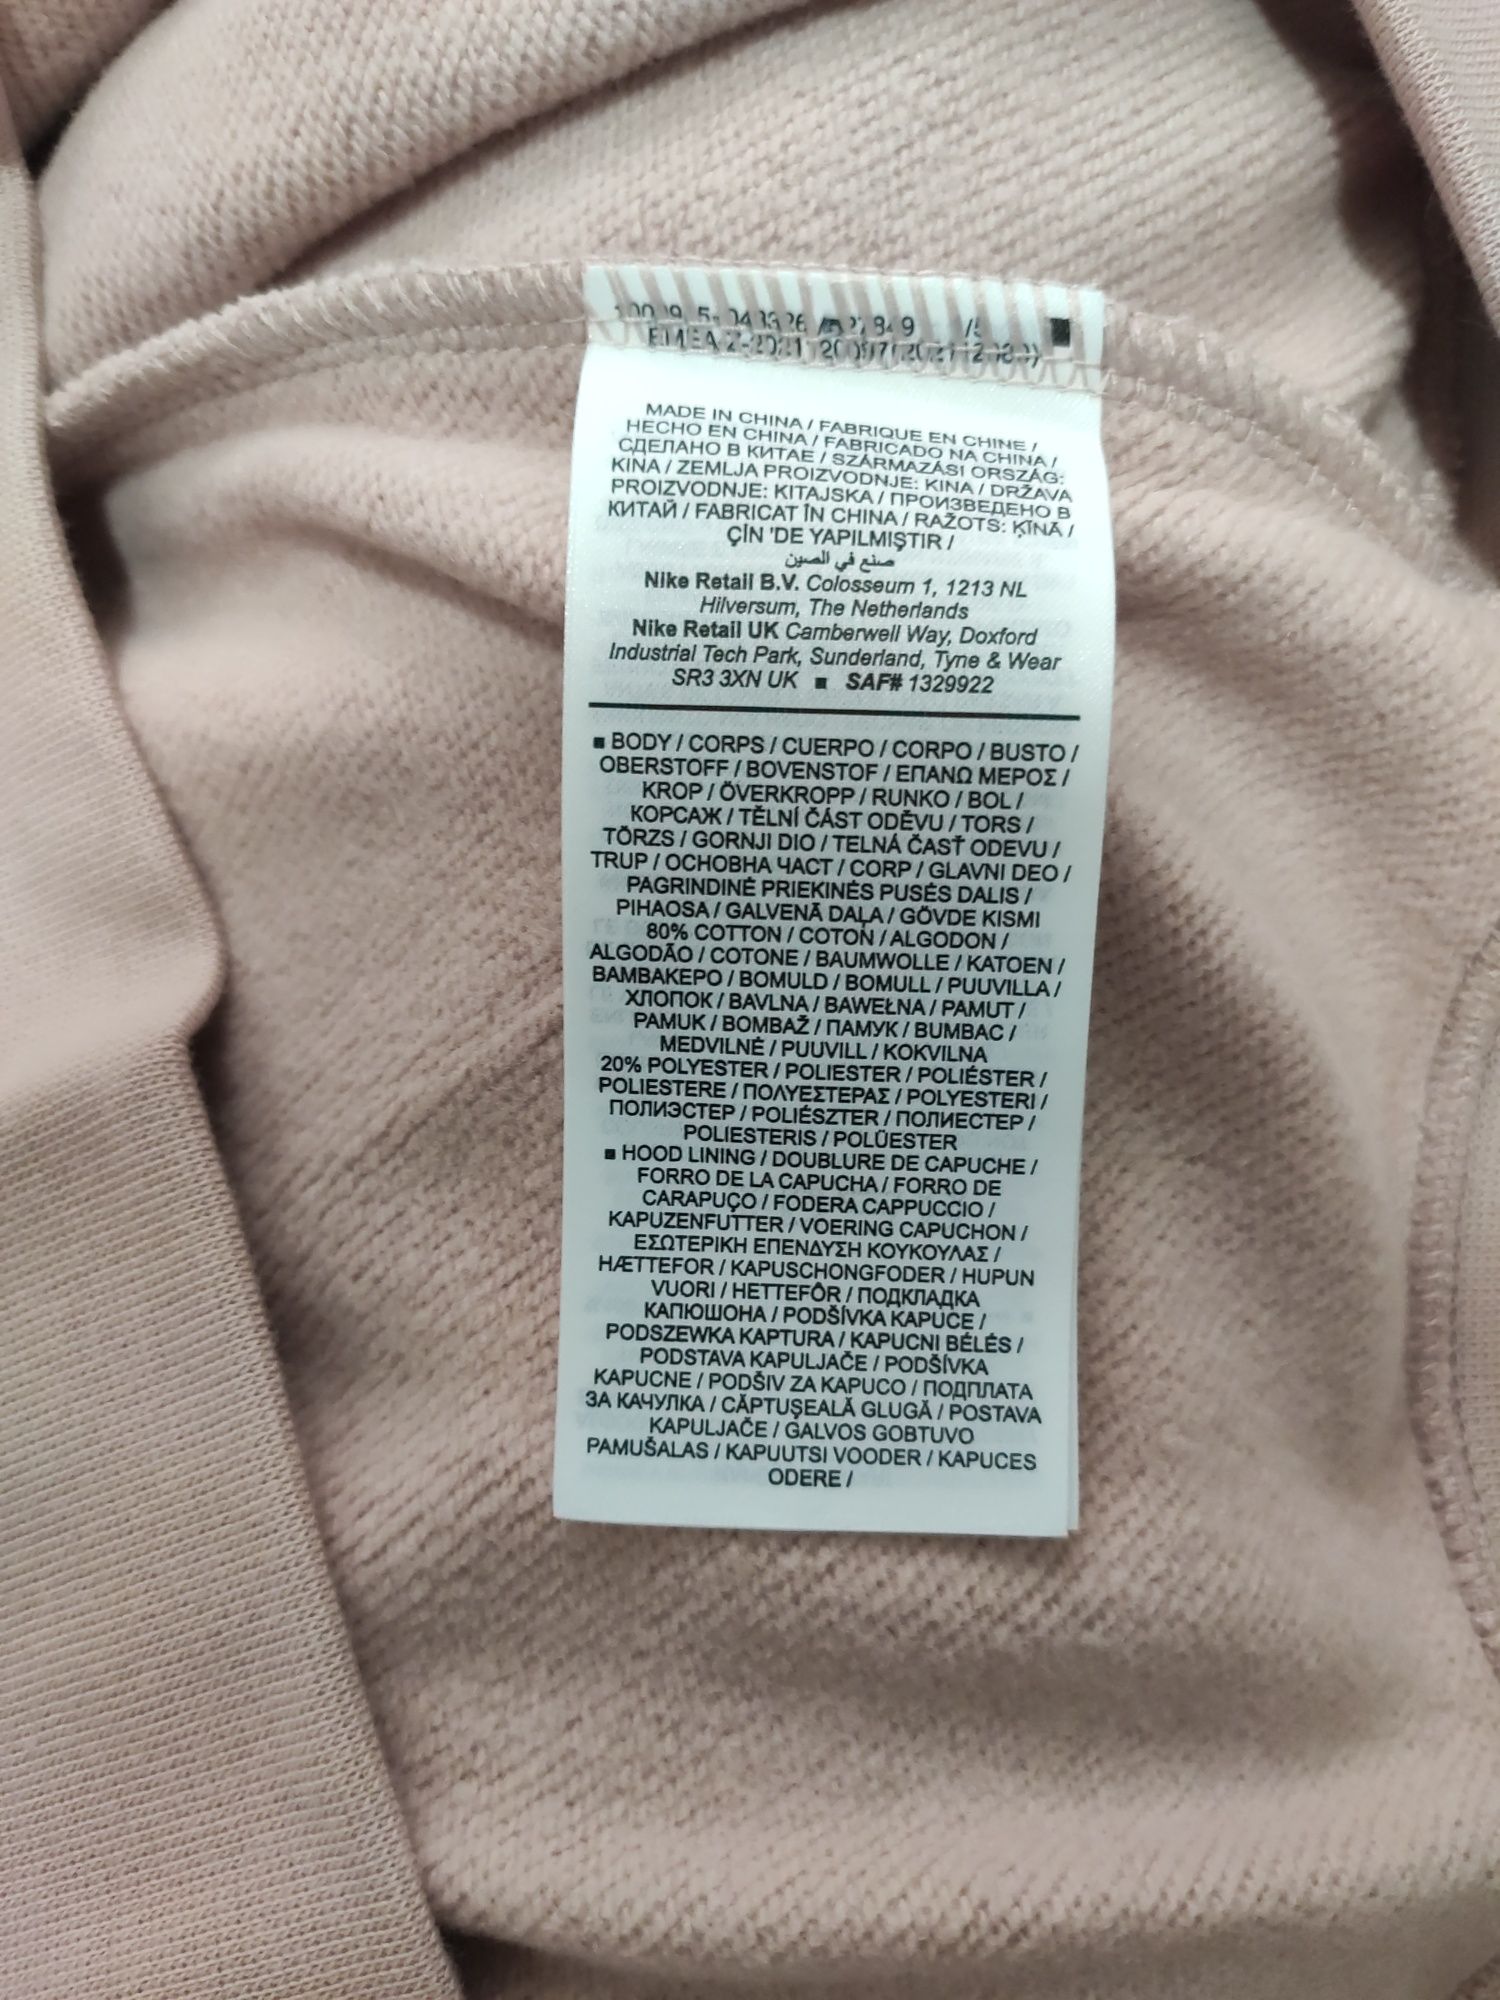 MADE IN CHINA / FABRIQUE EN CHINE /
HECHO EN CHINA / FABRICADO NA CHINA /
СДЕЛАНО В КИТАЕ / SZÁRMAZÁSI ORSZÁG:
KINA / ZEMLJA PROIZVODNJE: KINA / DRŽAVA
PROIZVODNJE: KITAJSKA / ПРОИЗВЕДЕНО В
КИТАЙ / FABRICAT ÎN CHINA / RAŽOTS: ĶĪNĀ /
ÇİN 'DE YAPILMIŞTIR /
صنع في الصين
Nike Retail B.V. Colosseum 1, 1213 NL
Hilversum, The Netherlands
Nike Retail UK Camberwell Way, Doxford
Industrial Tech Park, Sunderland, Tyne & Wear
SR3 3XN UK ■ SAF# 1329922
■ BODY / CORPS / CUERPO / CORPO / BUSTO /
OBERSTOFF / BOVENSTOF / ΕΠΑΝΩ ΜΕΡΟΣ /
KROP / ÖVERKROPP / RUNKO / BOL /
КОРСАЖ / TĚLNÍ ČÁST ODĚVU / TORS /
TÖRZS / GORNJI DIO / TELNÁ ČASŤ ODEVU /
TRUP / ОСНОВНА ЧАСТ / CORP / GLAVNI DEO /
PAGRINDINĖ PRIEKINĖS PUSĖS DALIS /
PIHAOSA / GALVENĀ DAĻA / GÖVDE KISMI
80% COTTON / COTON / ALGODON /
ALGODÃO / COTONE / BAUMWOLLE / KATOEN /
ΒΑΜΒΑΚΕΡΟ / BOMULD / BOMULL / PUUVILLA /
ХЛОПОК / BAVLNA / BAWEŁNA / PAMUT /
PAMUK / BOMBAŽ / ПАМУК / BUMBAC /
MEDVILNĖ / PUUVILL / KOKVILNA
20% POLYESTER / POLIESTER / POLIÉSTER /
POLIESTERE / ΠΟΛΥΕΣΤΕΡΑΣ / POLYESTERI /
ПОЛИЭСТЕР / POLIÉSZTER / ПОЛИЕСТЕР /
POLIESTERIS / POLÜESTER
■ HOOD LINING / DOUBLURE DE CAPUCHE /
FORRO DE LA CAPUCHA / FORRO DE
CARAPUÇO / FODERA CAPPUCCIO /
KAPUZENFUTTER / VOERING CAPUCHON /
ΕΣΩΤΕΡΙΚΗ ΕΠΕΝΔΥΣΗ ΚΟΥΚΟΥΛΑΣ /
HÆTTEFOR / KAPUSCHONGFODER / HUPUN
VUORI / HETTEFÔR / ПОДКЛАДКА
КАПЮШОНА / PODŠÍVKA KAPUCE /
PODSZEWKA KAPTURA / KAPUCNI BÉLÉS /
PODSTAVA KAPULJAČE / PODŠÍVKA
KAPUCNE / PODŠIV ZA KAPUCO / ПОДПЛАТА
ЗА КАЧУЛКА / CĂPTUŞEALĂ GLUGĂ / POSTAVA
KAPULJAČE / GALVOS GOBTUVO
PAMUŠALAS / KAPUUTSI VOODER / KAPUCES
ODERE /